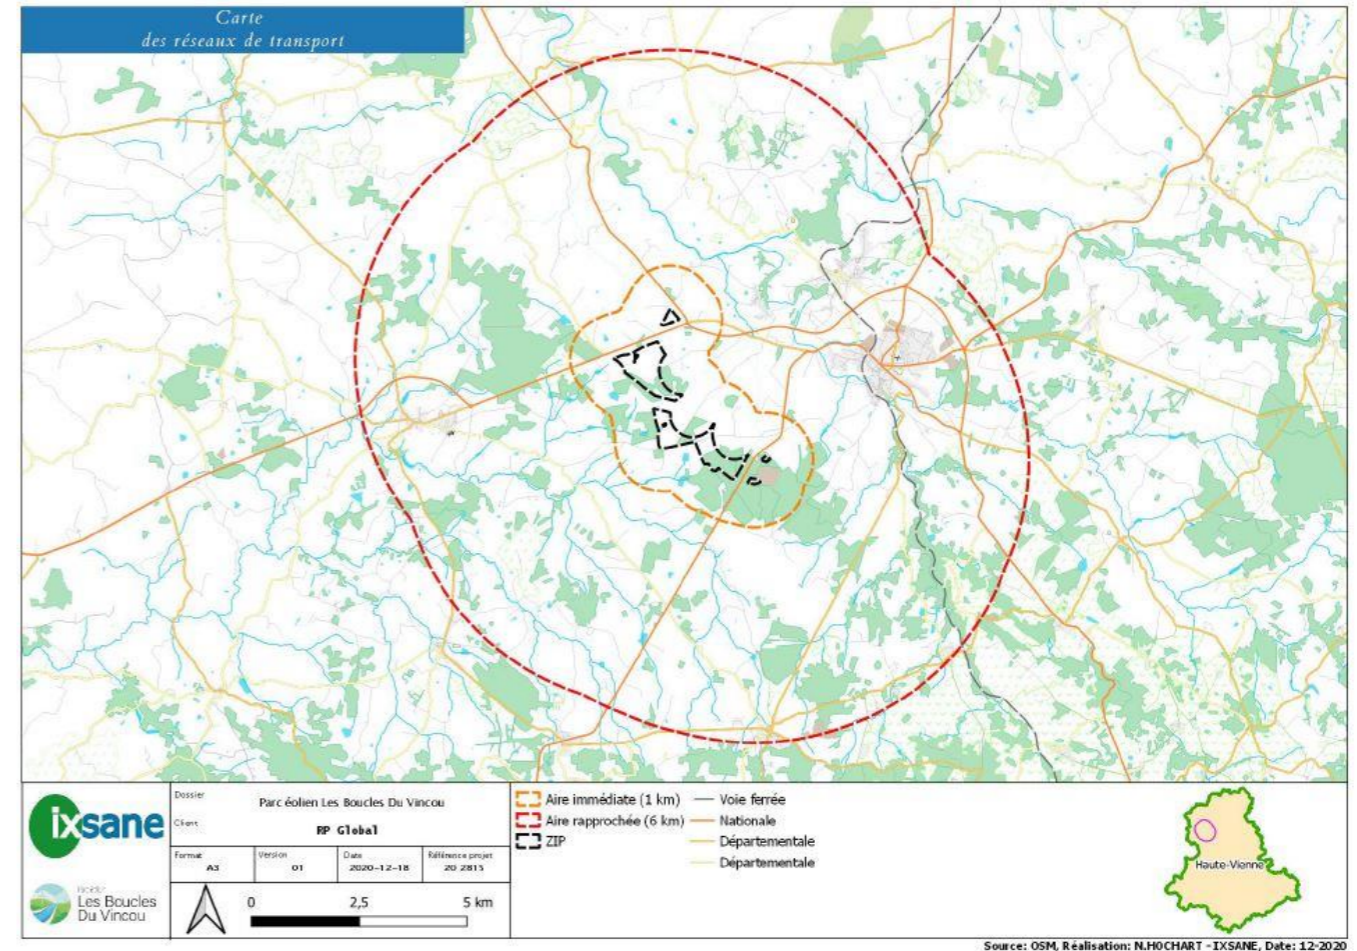 Carte
des réseaux de transport
ixsane
Les Boucles
Du Vincou
Dossier
Parc éolien Les Boucles Du Vincou
Client
RP Global
Format
A3
Version
01
Date
2020-12-18
Référence projet
20 2815
0 2,5 5 km
Aire immédiate (1 km)
Aire rapprochée (6 km)
ZIP
Voie ferrée
Nationale
Départementale
Départementale
Haute-Vienne
Source: OSM, Réalisation: N.HOCHART - IXSANE, Date: 12-2020